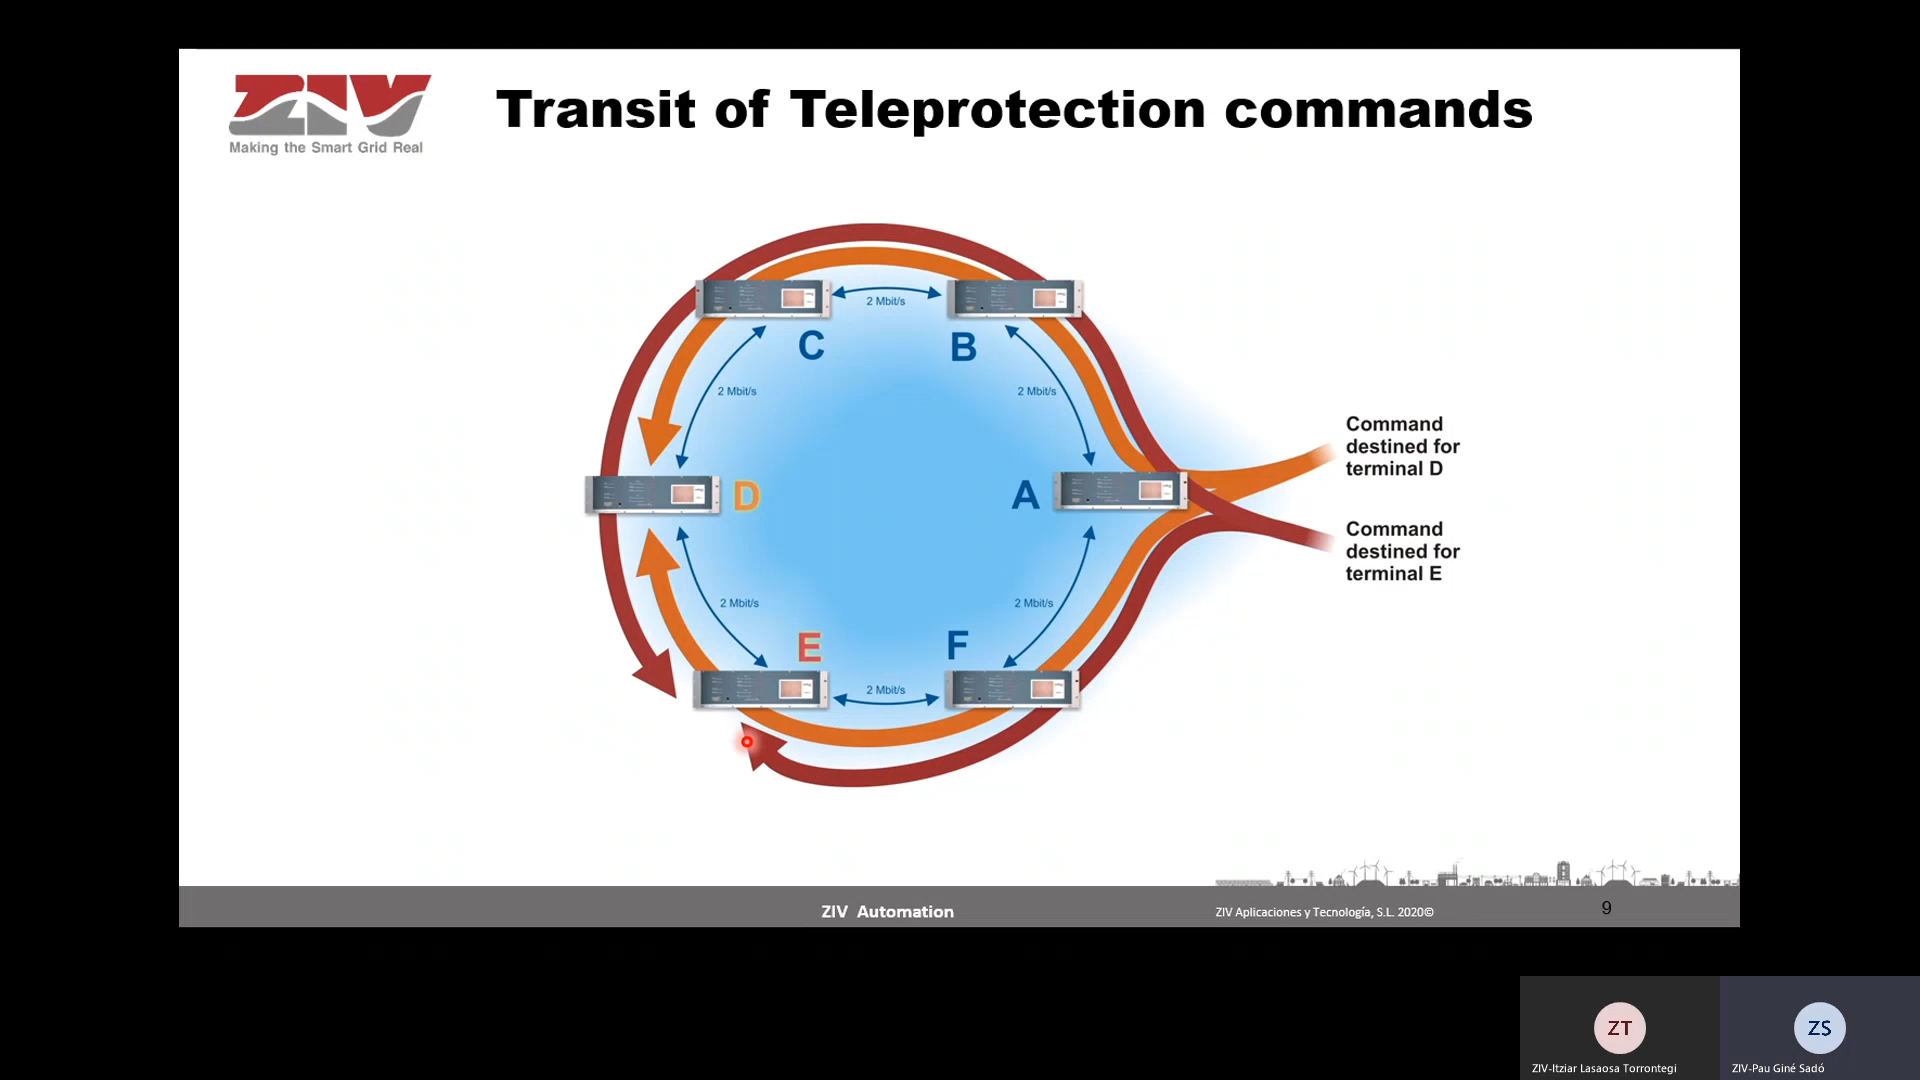 ZIV
Making the Smart Grid Real
Transit of Teleprotection commands
2 Mbit/s
C
B
2 Mbit/s
2 Mbit/s
Command
destined for
terminal D
D
A
Command
destined for
terminal E
2 Mbit/s
2 Mbit/s
E
F
2 Mbit/s
ZIV Automation
ZIV Aplicaciones y Tecnología, S.L. 2020©
9
ZT
ZS
ZIV-Itziar Lasaosa Torrontegi
ZIV-Pau Giné Sadó